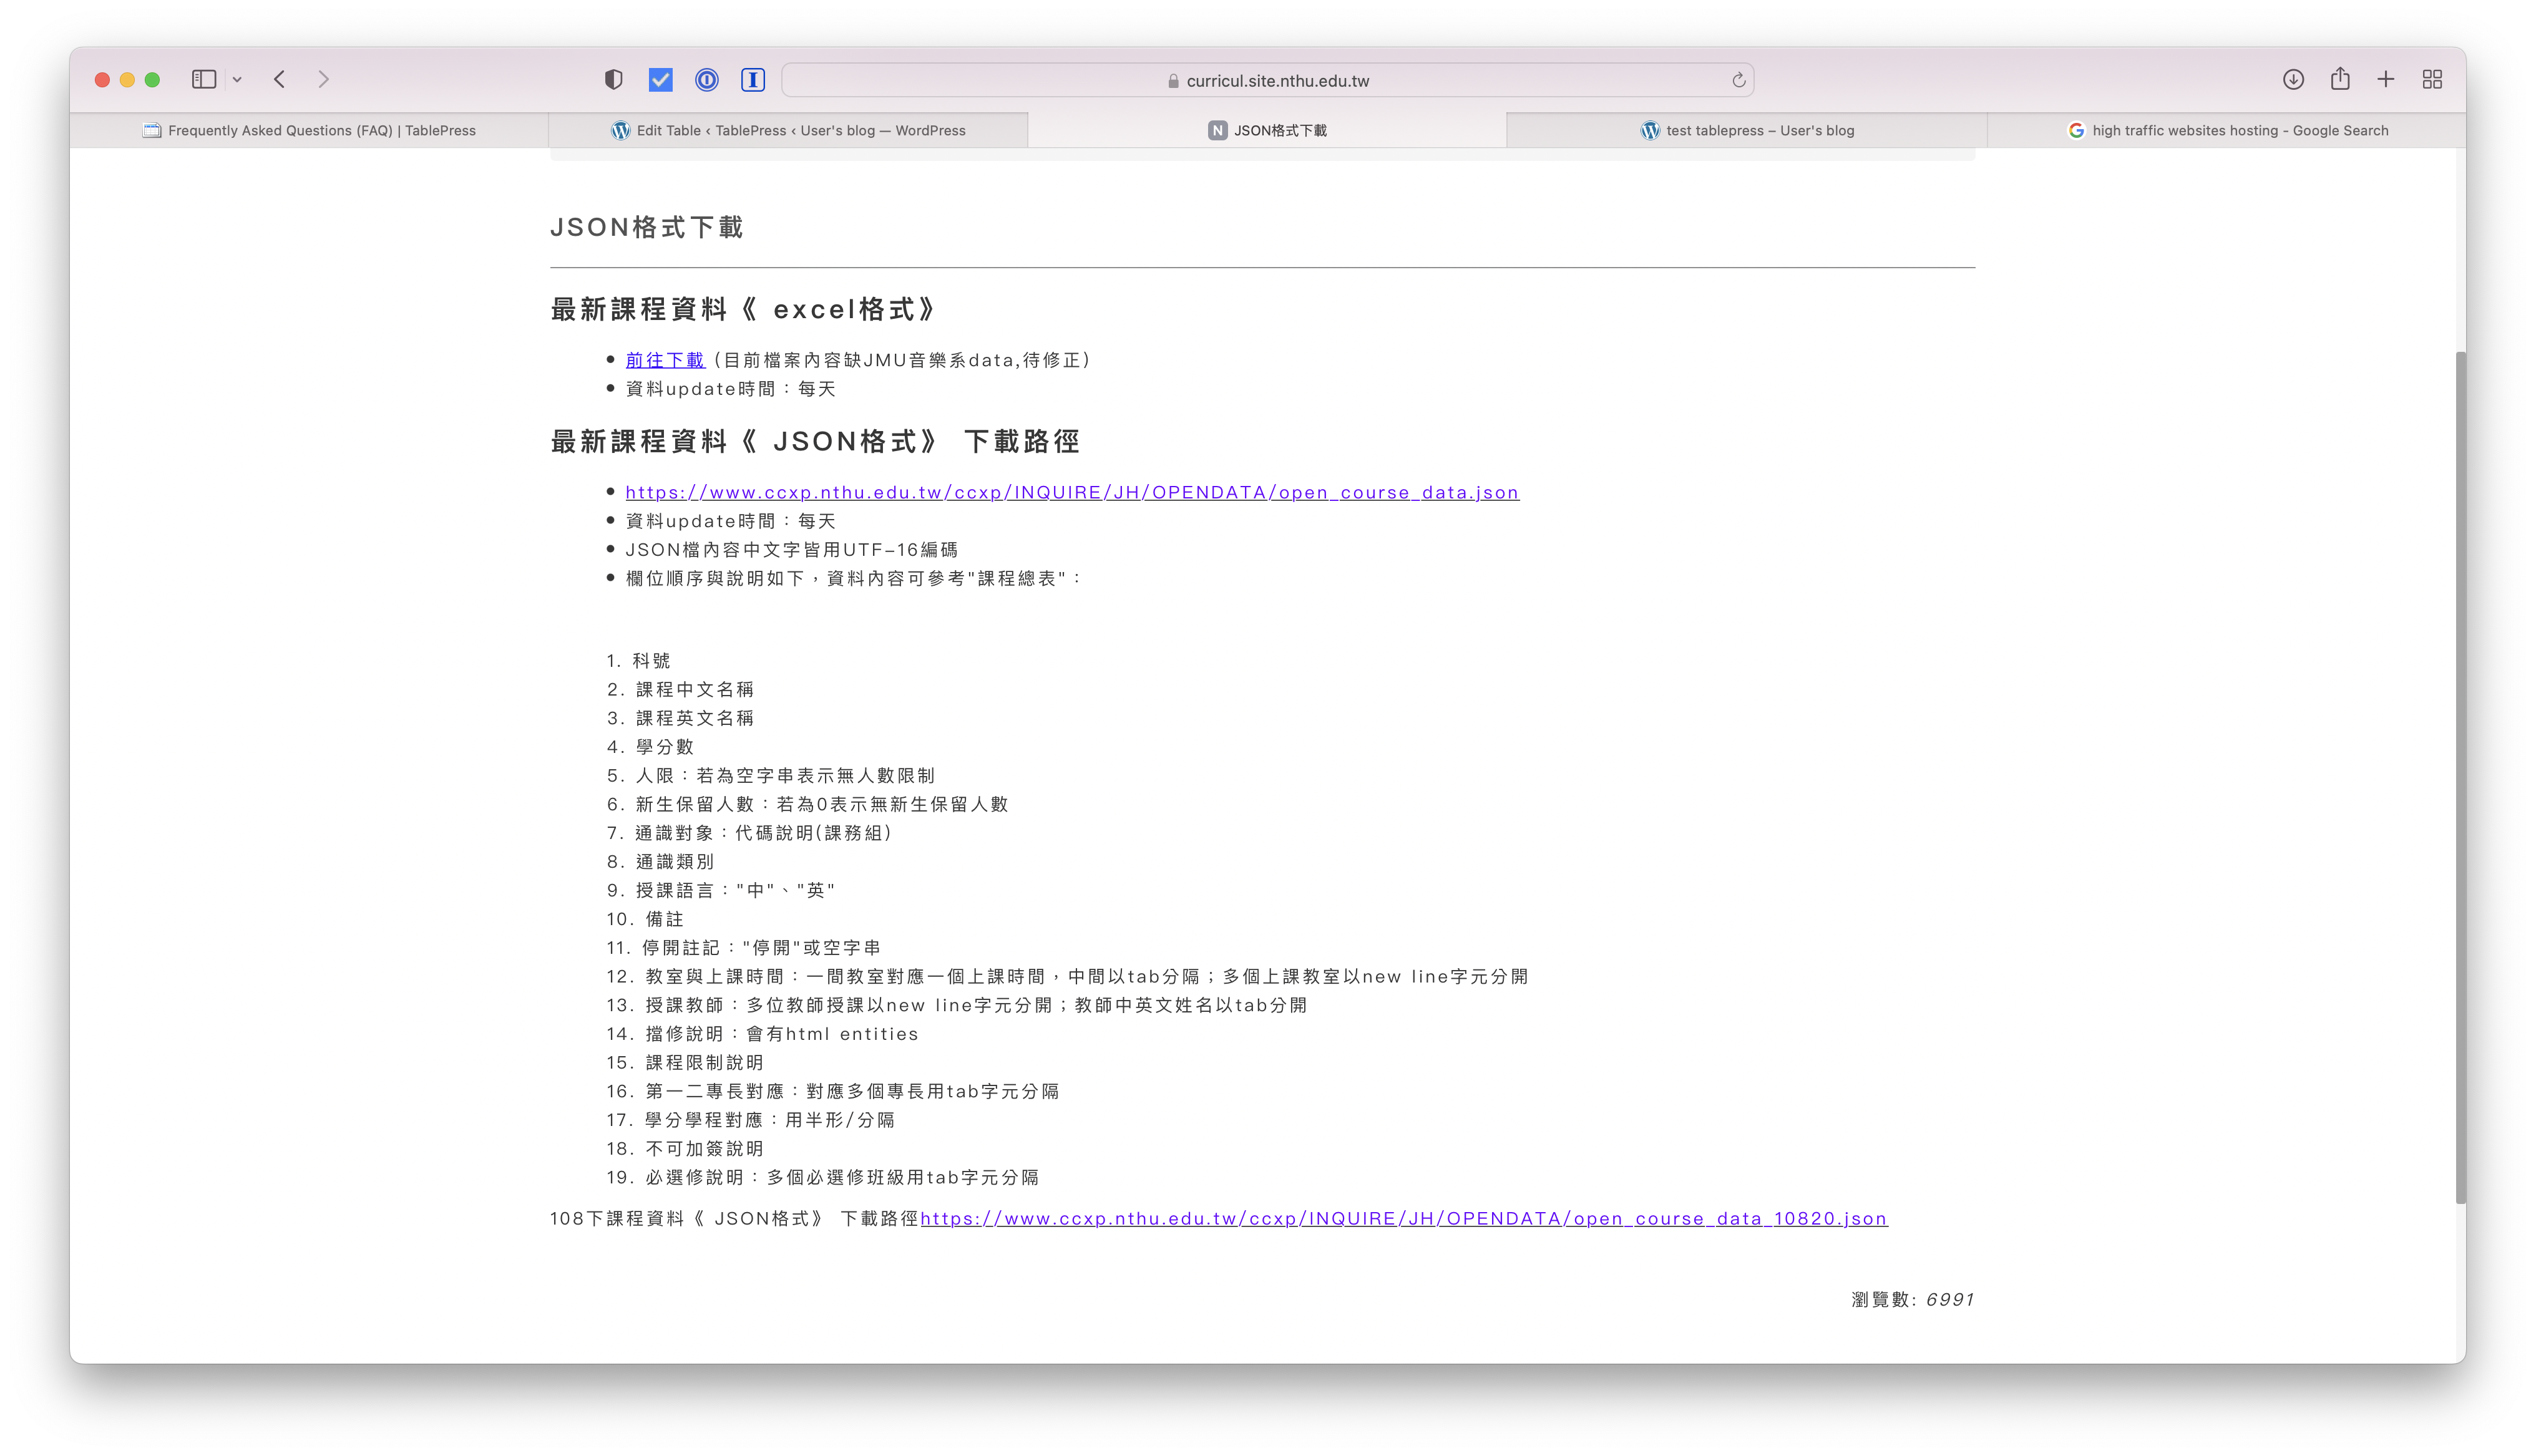 curricul.site.nthu.edu.tw
Frequently Asked Questions (FAQ) | TablePress
Edit Table ‹ TablePress ‹ User's blog — WordPress
N JSON格式下載
test tablepress – User's blog
high traffic websites hosting - Google Search
JSON格式下載
最新課程資料《 excel格式》
前往下載 (目前檔案內容缺JMU音樂系data,待修正)
資料update時間：每天
最新課程資料《 JSON格式》 下載路徑
https://www.ccxp.nthu.edu.tw/ccxp/INQUIRE/JH/OPENDATA/open_course_data.json
資料update時間：每天
JSON檔內容中文字皆用UTF-16編碼
欄位順序與說明如下，資料內容可參考"課程總表"：
1. 科號
2. 課程中文名稱
3. 課程英文名稱
4. 學分數
5. 人限：若為空字串表示無人數限制
6. 新生保留人數：若為0表示無新生保留人數
7. 通識對象：代碼說明(課務組)
8. 通識類別
9. 授課語言："中"、"英"
10. 備註
11. 停開註記："停開"或空字串
12. 教室與上課時間：一間教室對應一個上課時間，中間以tab分隔；多個上課教室以new line字元分開
13. 授課教師：多位教師授課以new line字元分開；教師中英文姓名以tab分開
14. 擋修說明：會有html entities
15. 課程限制說明
16. 第一二專長對應：對應多個專長用tab字元分隔
17. 學分學程對應：用半形/分隔
18. 不可加簽說明
19. 必選修說明：多個必選修班級用tab字元分隔
108下課程資料《 JSON格式》 下載路徑https://www.ccxp.nthu.edu.tw/ccxp/INQUIRE/JH/OPENDATA/open_course_data_10820.json
瀏覽數: 6991